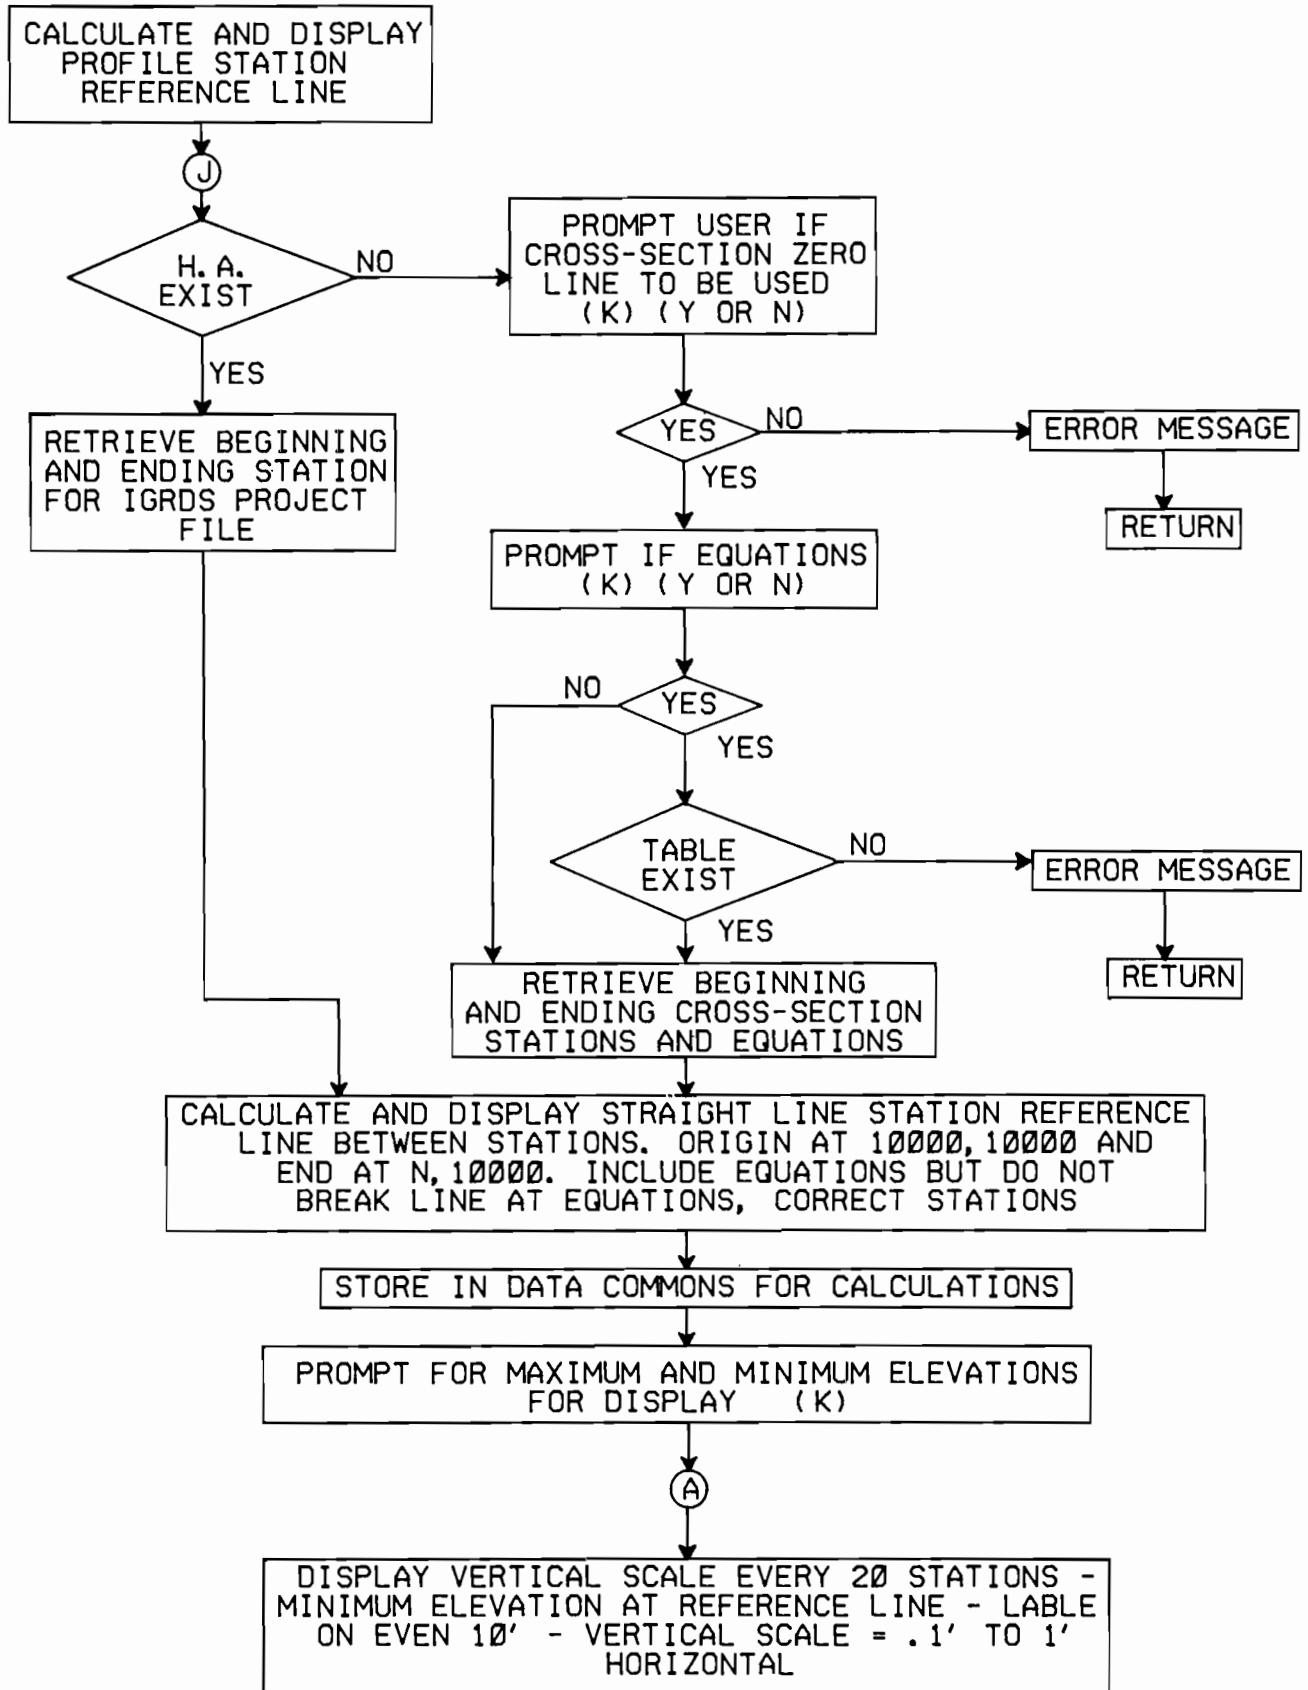 CALCULATE AND DISPLAY
PROFILE STATION
REFERENCE LINE
J
H.A.
EXIST
NO
YES
PROMPT USER IF
CROSS-SECTION ZERO
LINE TO BE USED
(K) (Y OR N)
YES
NO
YES
ERROR MESSAGE
RETURN
RETRIEVE BEGINNING
AND ENDING STATION
FOR IGRDS PROJECT
FILE
PROMPT IF EQUATIONS
(K) (Y OR N)
NO
YES
YES
TABLE
EXIST
NO
YES
ERROR MESSAGE
RETURN
RETRIEVE BEGINNING
AND ENDING CROSS-SECTION
STATIONS AND EQUATIONS
CALCULATE AND DISPLAY STRAIGHT LINE STATION REFERENCE
LINE BETWEEN STATIONS. ORIGIN AT 10000,10000 AND
END AT N,10000. INCLUDE EQUATIONS BUT DO NOT
BREAK LINE AT EQUATIONS, CORRECT STATIONS
STORE IN DATA COMMONS FOR CALCULATIONS
PROMPT FOR MAXIMUM AND MINIMUM ELEVATIONS
FOR DISPLAY (K)
A
DISPLAY VERTICAL SCALE EVERY 20 STATIONS -
MINIMUM ELEVATION AT REFERENCE LINE - LABLE
ON EVEN 10' - VERTICAL SCALE = .1' TO 1'
HORIZONTAL